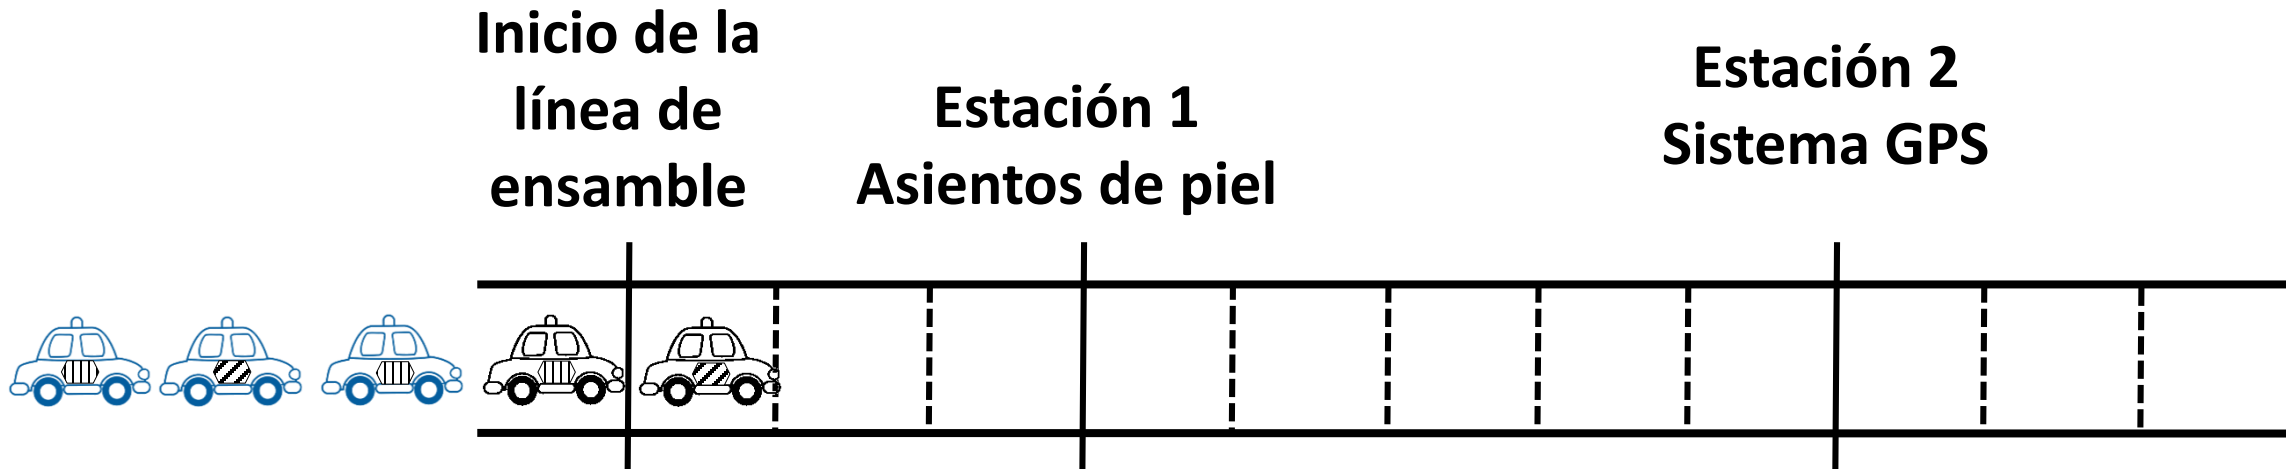 Inicio de la
línea de
ensamble
Estación 1
Asientos de piel
Estación 2
Sistema GPS